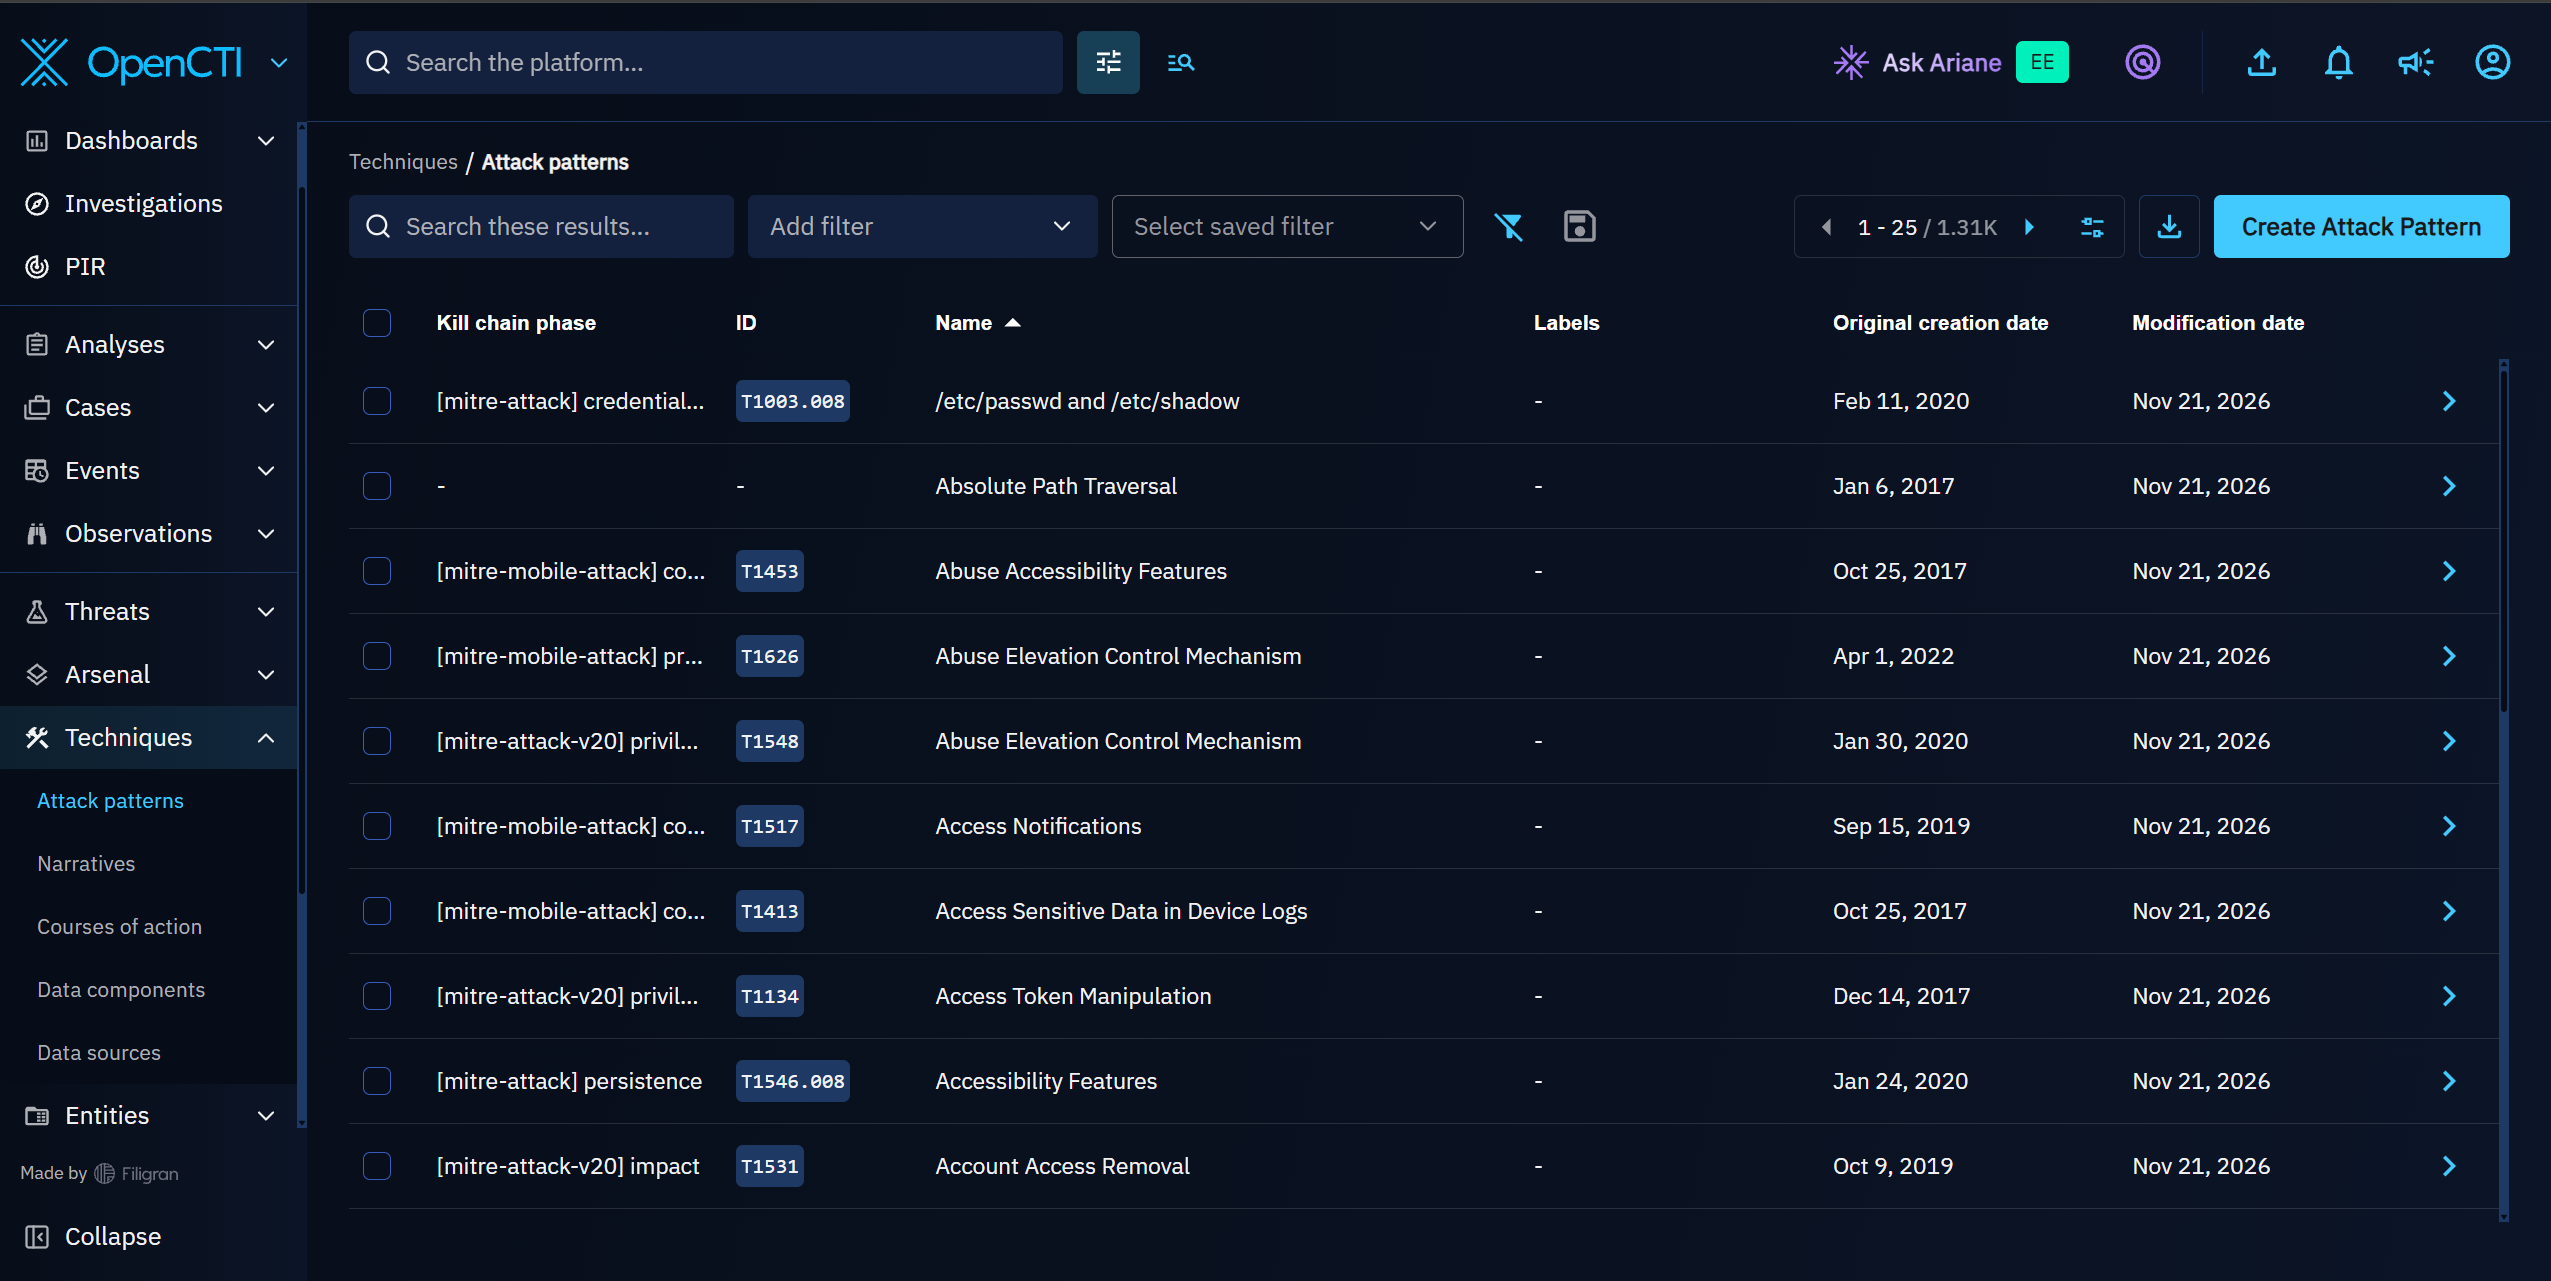 OpenCTI
Search the platform...
Ask Ariane EE
Dashboards
Investigations
PIR
Analyses
Cases
Events
Observations
Threats
Arsenal
Techniques
Attack patterns
Narratives
Courses of action
Data components
Data sources
Entities
Made by Filigran
Collapse
Techniques / Attack patterns
Search these results...
Add filter
Select saved filter
1 - 25 / 1.31K
Create Attack Pattern
Kill chain phase ID Name Labels Original creation date Modification date
[mitre-attack] credential... T1003.008 /etc/passwd and /etc/shadow - Feb 11, 2020 Nov 21, 2026
- - Absolute Path Traversal - Jan 6, 2017 Nov 21, 2026
[mitre-mobile-attack] co... T1453 Abuse Accessibility Features - Oct 25, 2017 Nov 21, 2026
[mitre-mobile-attack] pr... T1626 Abuse Elevation Control Mechanism - Apr 1, 2022 Nov 21, 2026
[mitre-attack-v20] privil... T1548 Abuse Elevation Control Mechanism - Jan 30, 2020 Nov 21, 2026
[mitre-mobile-attack] co... T1517 Access Notifications - Sep 15, 2019 Nov 21, 2026
[mitre-mobile-attack] co... T1413 Access Sensitive Data in Device Logs - Oct 25, 2017 Nov 21, 2026
[mitre-attack-v20] privil... T1134 Access Token Manipulation - Dec 14, 2017 Nov 21, 2026
[mitre-attack] persistence T1546.008 Accessibility Features - Jan 24, 2020 Nov 21, 2026
[mitre-attack-v20] impact T1531 Account Access Removal - Oct 9, 2019 Nov 21, 2026